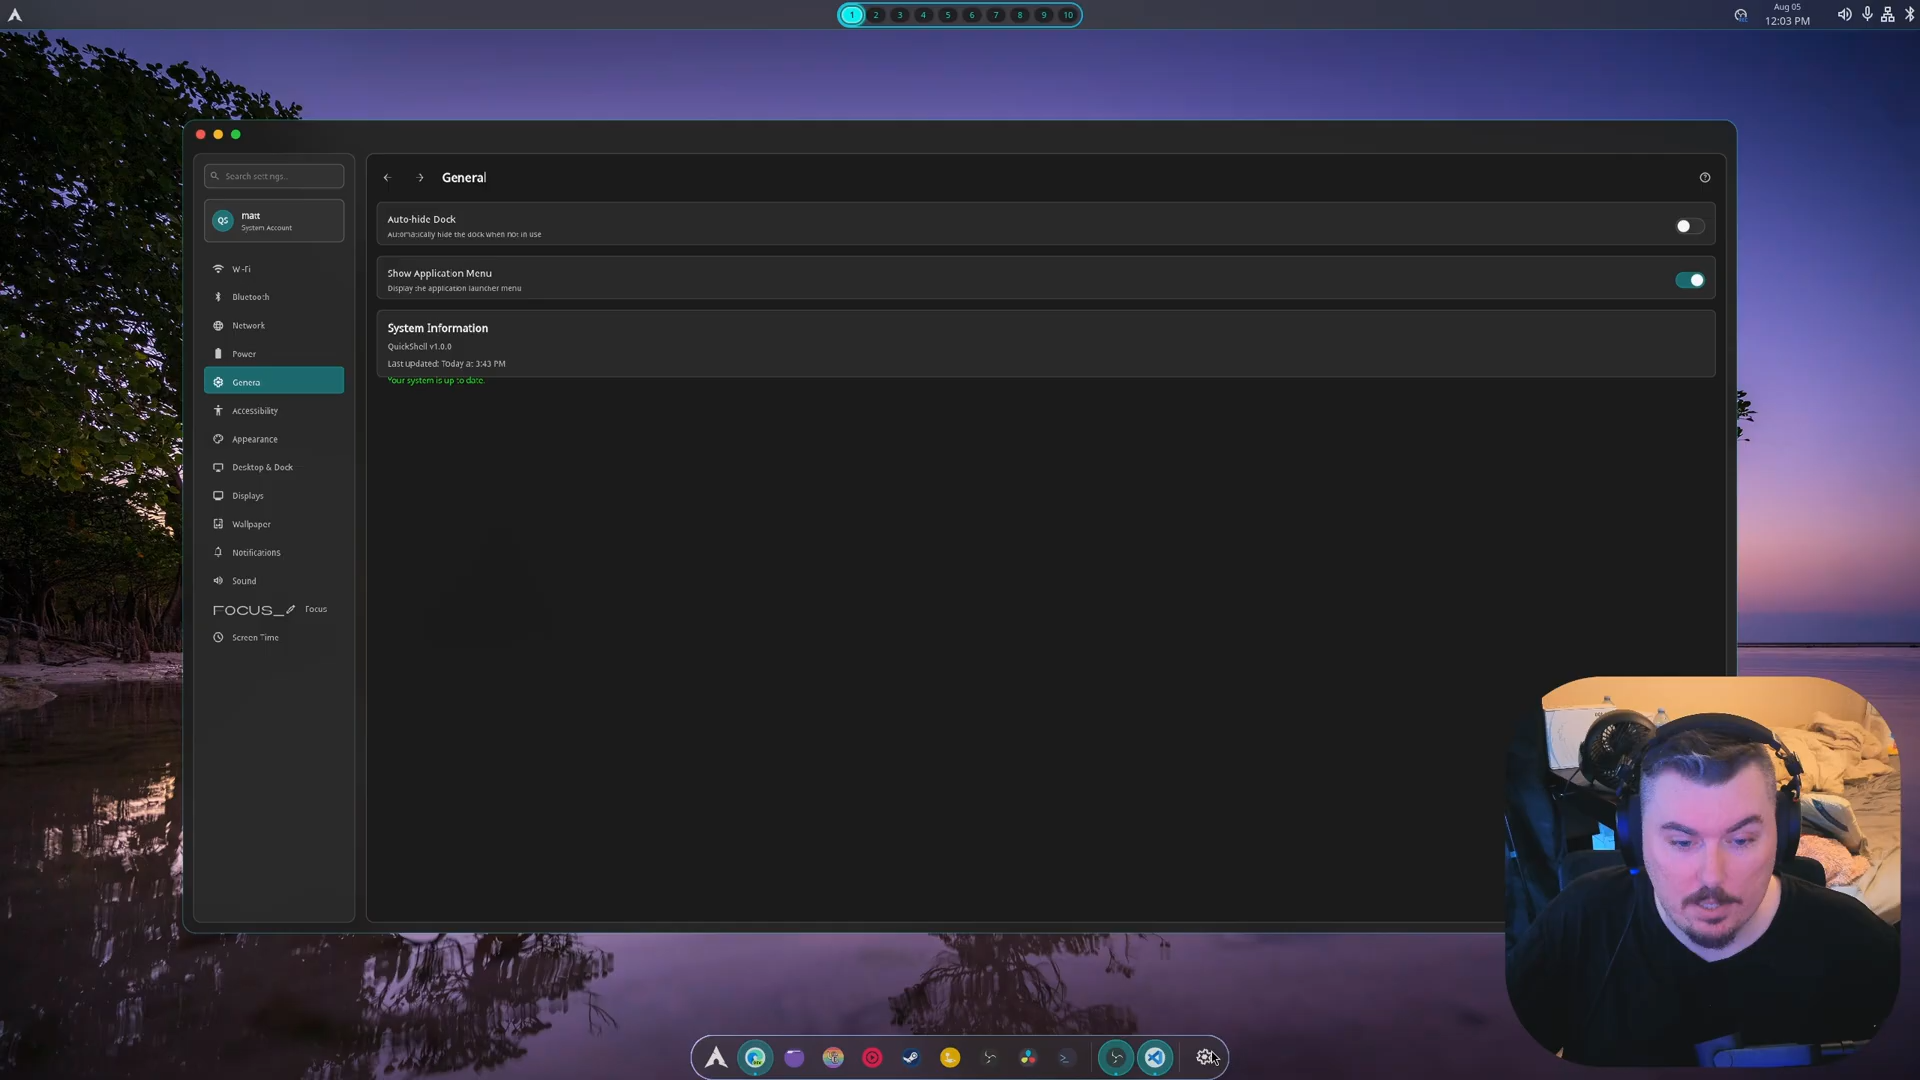 1 2 3 4 5 6 7 8 9 10
Aug 05
12:03 PM
Search settings..
QS
matt
System Account
Wi-Fi
Bluetooth
Network
Power
General
Accessibility
Appearance
Desktop & Dock
Displays
Wallpaper
Notifications
Sound
FOCUS_ Focus
Screen Time
General
Auto-hide Dock
Automatically hide the dock when not in use
Show Application Menu
Display the application launcher menu
System Information
QuickShell v1.0.0
Last updated: Today at 3:43 PM
Your system is up to date.